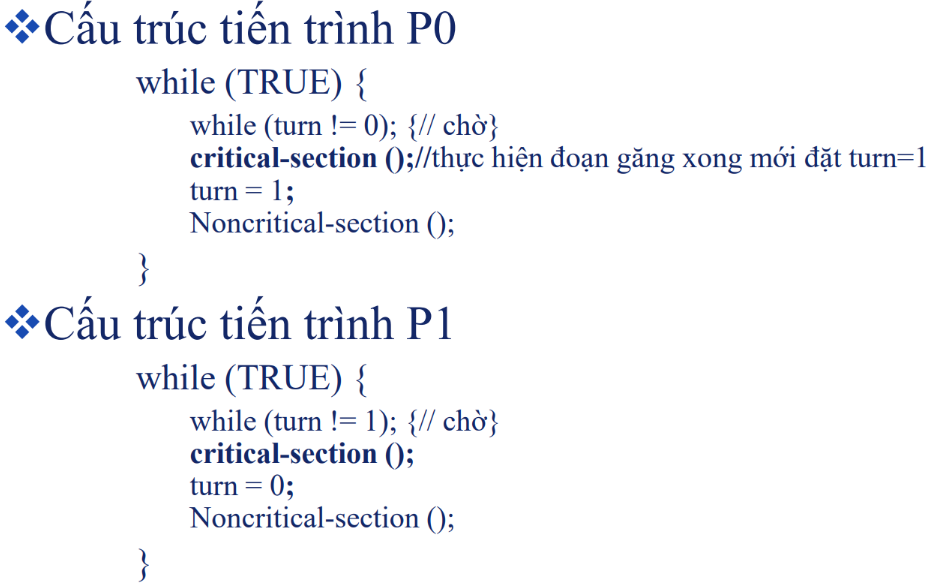 ❖Cấu trúc tiến trình P0
while (TRUE) {
while (turn != 0); {// chờ}
critical-section ();//thực hiện đoạn găng xong mới đặt turn=1
turn = 1;
Noncritical-section ();
}
❖Cấu trúc tiến trình P1
while (TRUE) {
while (turn != 1); {// chờ}
critical-section ();
turn = 0;
Noncritical-section ();
}